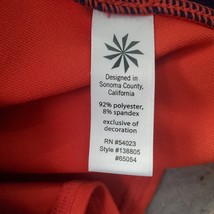 Designed in
Sonoma County,
California
92% polyester,
8% spandex
exclusive of
decoration
RN #54023
Style #138805
#65054